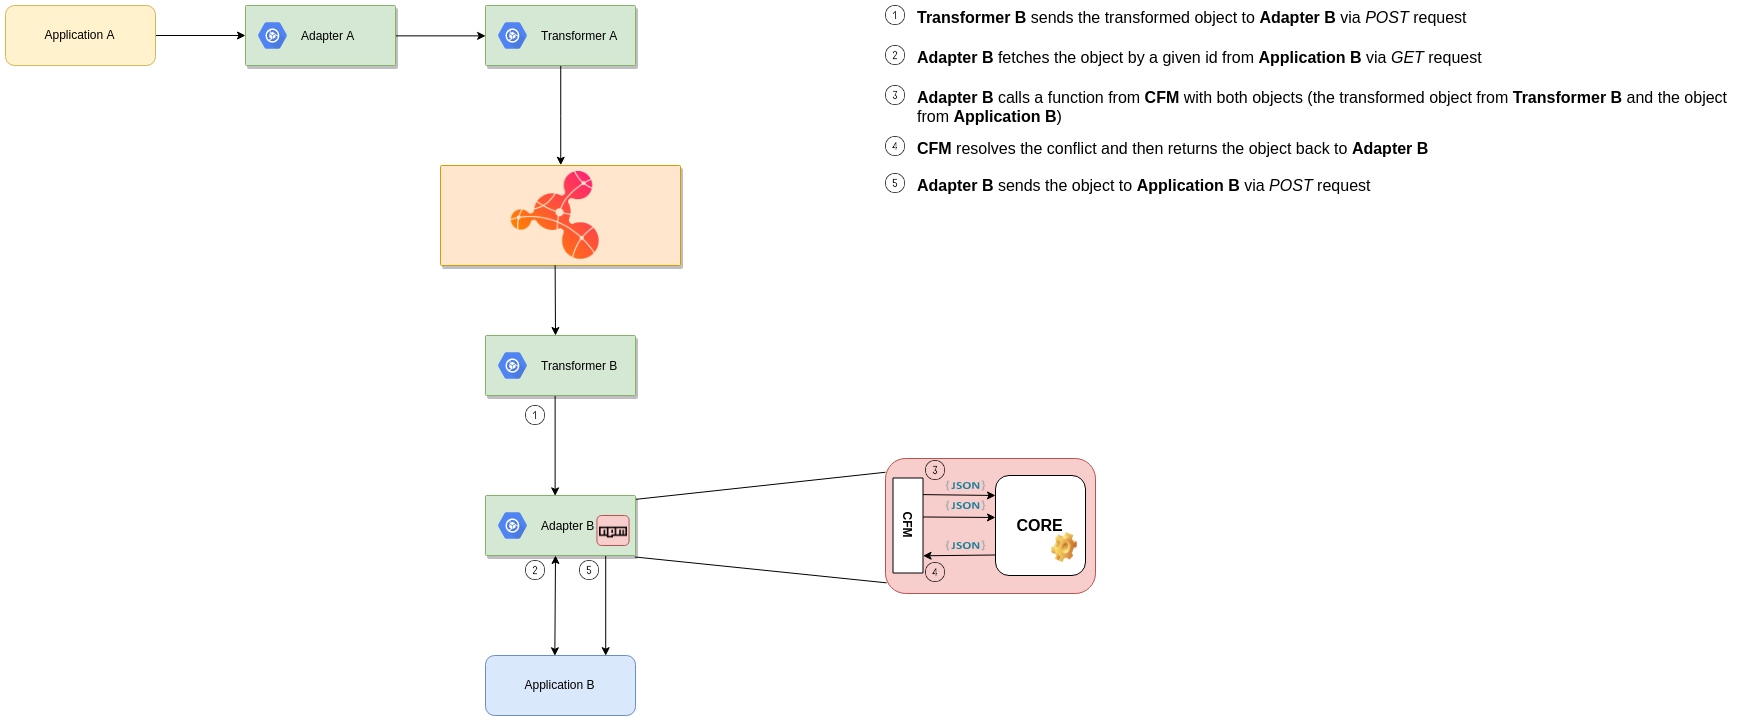 Application A
Adapter A
Transformer A
1 Transformer B sends the transformed object to Adapter B via POST request
2 Adapter B fetches the object by a given id from Application B via GET request
3 Adapter B calls a function from CFM with both objects (the transformed object from Transformer B and the object
from Application B)
4 CFM resolves the conflict and then returns the object back to Adapter B
5 Adapter B sends the object to Application B via POST request
Transformer B
1
Adapter B
npm
2
5
Application B
3
{JSON}
{JSON}
CFM
CORE
{JSON}
4